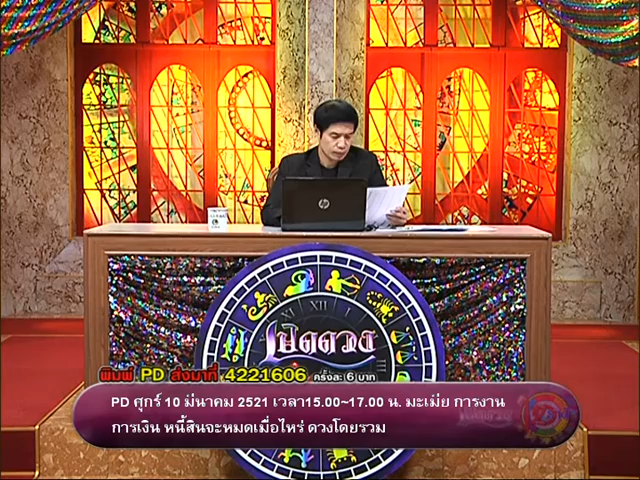 hp
XII
เปิดดวง
พิมพ์ PD ส่งมาที่ 4221606 ครั้งละ 6 บาท
PD ศุกร์ 10 มีนาคม 2521 เวลา15.00~17.00 น. มะเมีย การงาน
การเงิน หนี้สินจะหมดเมื่อไหร่ ดวงโดยรวม